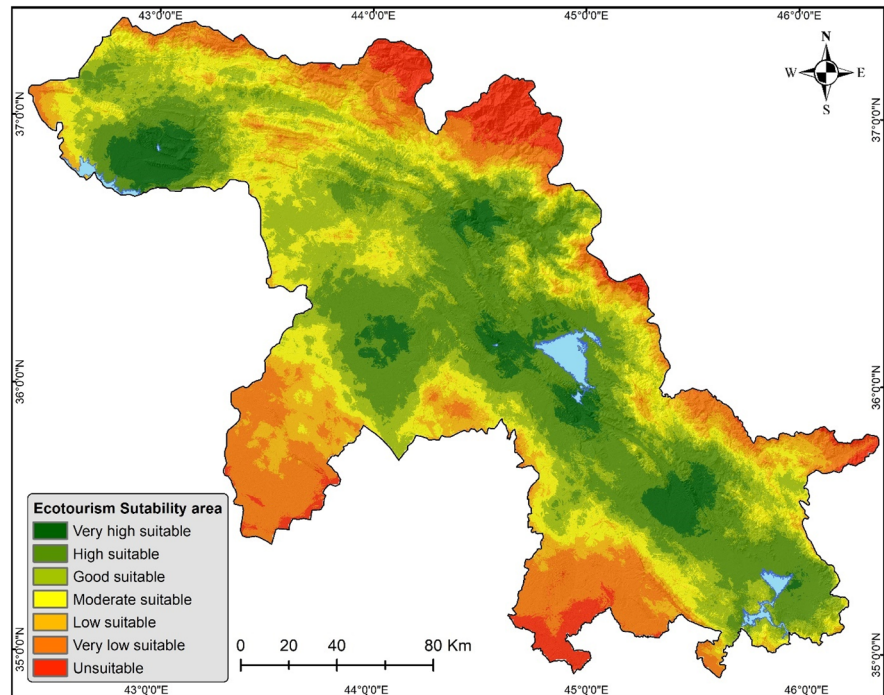 43°0'0"E 44°0'0"E 45°0'0"E 46°0'0"E
N
W E
S
37°0'0"N 37°0'0"N
36°0'0"N 36°0'0"N
35°0'0"N 35°0'0"N
Ecotourism Sutability area
Very high suitable
High suitable
Good suitable
Moderate suitable
Low suitable
Very low suitable
Unsuitable
0 20 40 80 Km
43°0'0"E 44°0'0"E 45°0'0"E 46°0'0"E